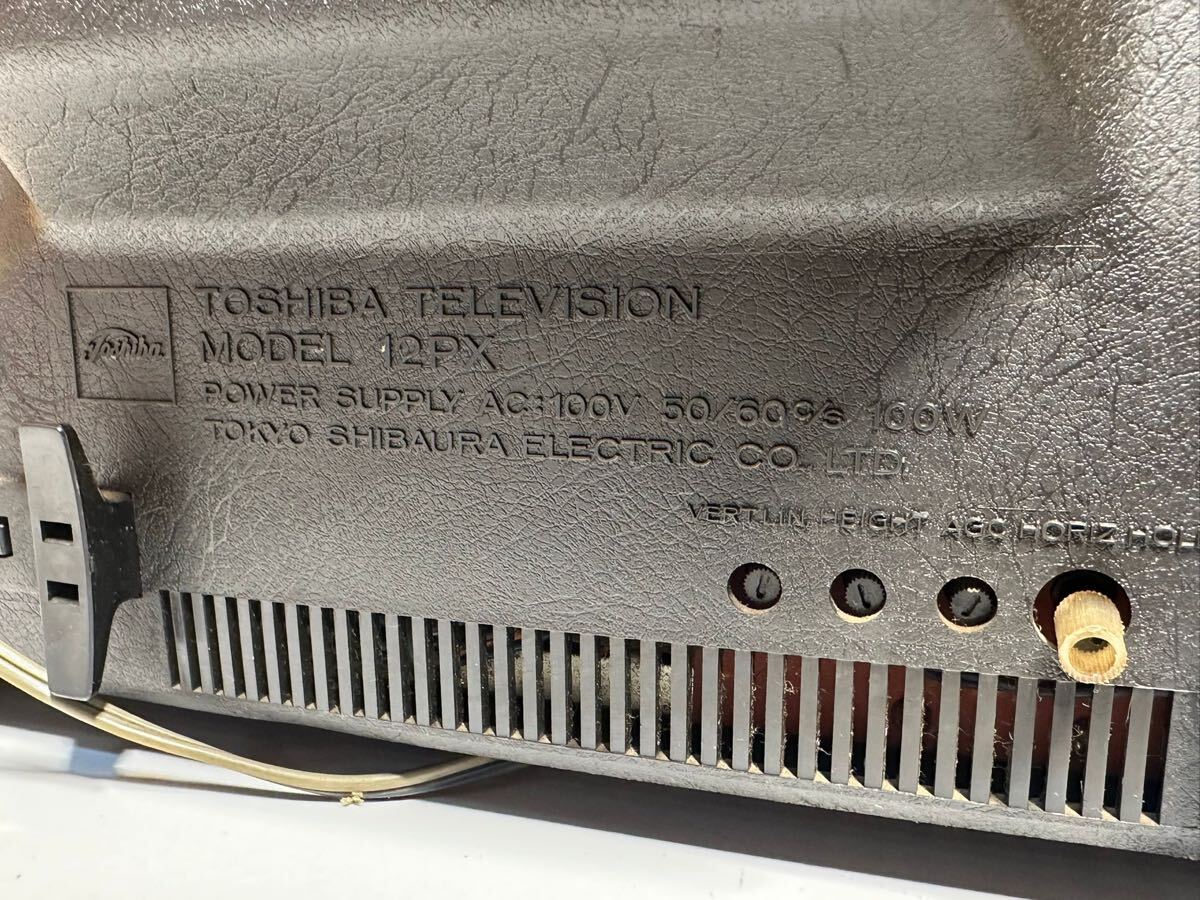 Toshiba
TOSHIBA TELEVISION
MODEL 12PX
POWER SUPPLY AC:100V 50/60c/s 100W
TOKYO SHIBAURA ELECTRIC CO. LTD.
VERT.LIN. HEIGHT AGC HORIZ.HOL